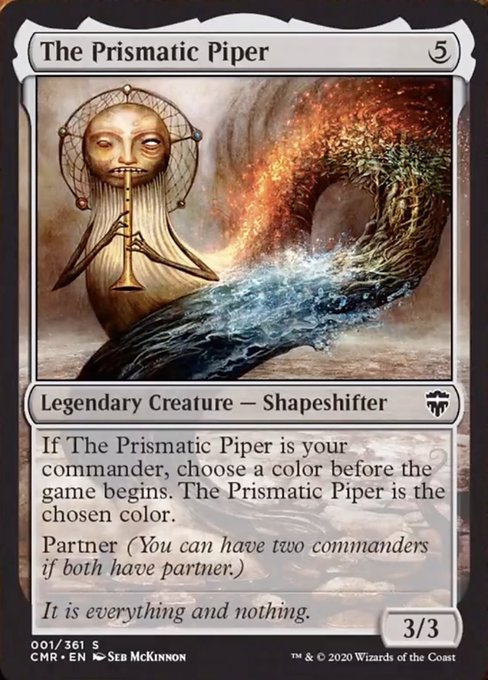 The Prismatic Piper 5
Legendary Creature — Shapeshifter
If The Prismatic Piper is your
commander, choose a color before the
game begins. The Prismatic Piper is the
chosen color.
Partner (You can have two commanders
if both have partner.)
It is everything and nothing.
3/3
001/361 S
CMR • EN Seb McKinnon
™ & © 2020 Wizards of the Coast